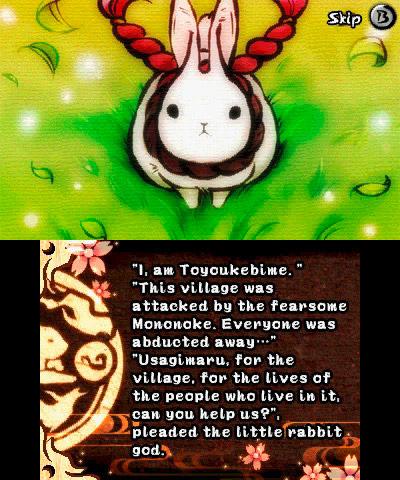 Skip B
"I, am Toyoukebime. "
"This village was
attacked by the fearsome
Mononoke. Everyone was
abducted away…"
"Usagimaru, for the
village, for the lives of
the people who live in it,
can you help us?",
pleaded the little rabbit
god.